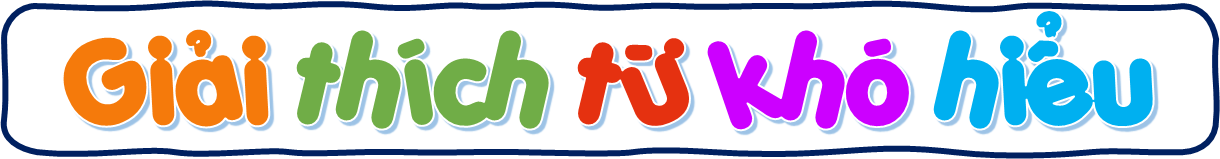 Giải thích từ khó hiểu